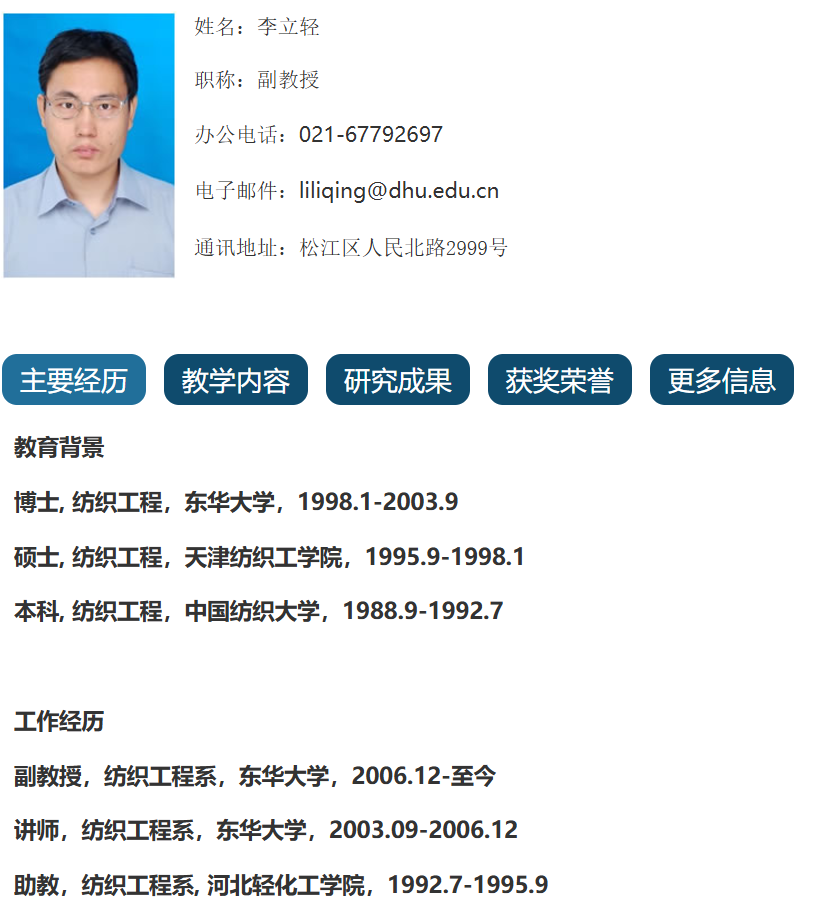 姓名：李立轻
职称：副教授
办公电话：021-67792697
电子邮件：liliqing@dhu.edu.cn
通讯地址：松江区人民北路2999号
主要经历 教学内容 研究成果 获奖荣誉 更多信息
教育背景
博士, 纺织工程，东华大学，1998.1-2003.9
硕士, 纺织工程，天津纺织工学院，1995.9-1998.1
本科, 纺织工程，中国纺织大学，1988.9-1992.7
工作经历
副教授，纺织工程系，东华大学，2006.12-至今
讲师，纺织工程系，东华大学，2003.09-2006.12
助教，纺织工程系, 河北轻化工学院，1992.7-1995.9